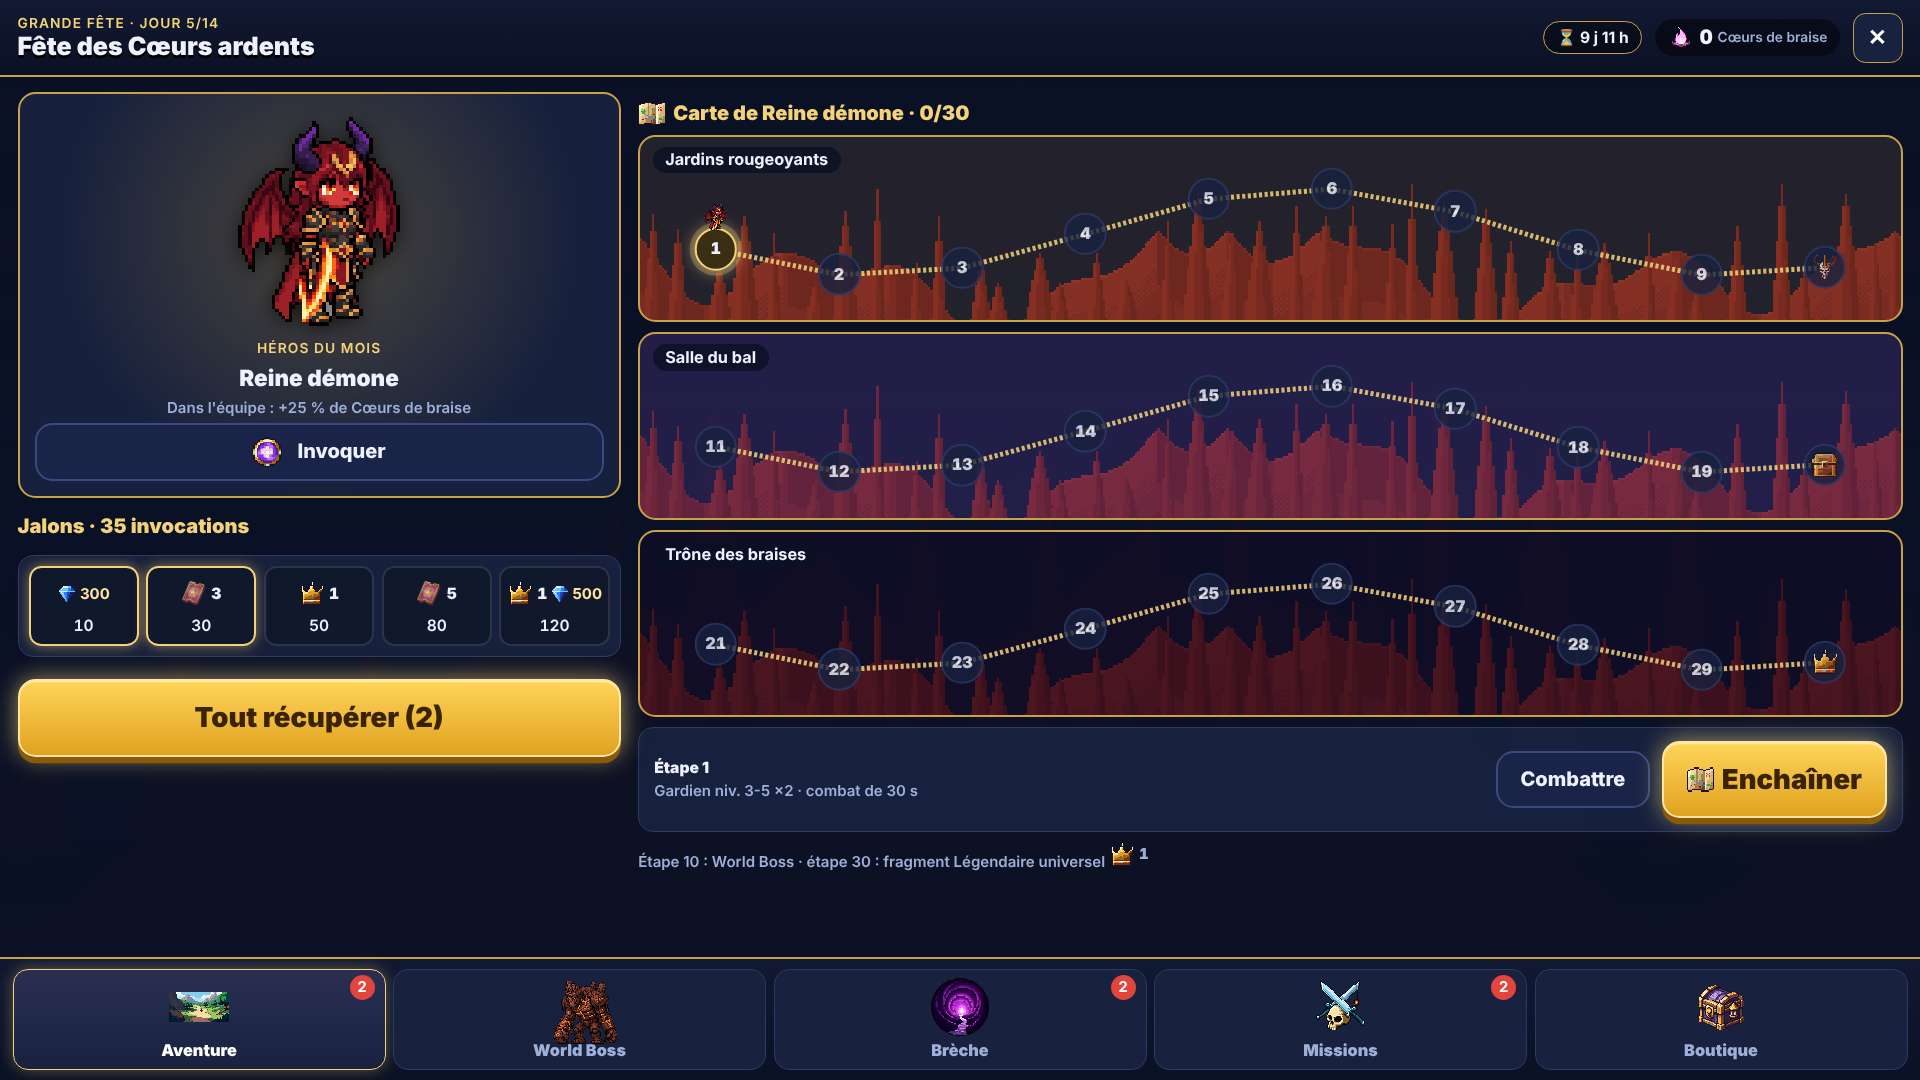 GRANDE FÊTE · JOUR 5/14
Fête des Cœurs ardents
9 j 11 h
0 Cœurs de braise
HÉROS DU MOIS
Reine démone
Dans l'équipe : +25 % de Cœurs de braise
Invoquer
Jalons · 35 invocations
300
10
3
30
1
50
5
80
1 500
120
Tout récupérer (2)
Carte de Reine démone · 0/30
Jardins rougeoyants
1
2
3
4
5
6
7
8
9
Salle du bal
11
12
13
14
15
16
17
18
19
Trône des braises
21
22
23
24
25
26
27
28
29
Étape 1
Gardien niv. 3-5 ×2 · combat de 30 s
Combattre
Enchaîner
Étape 10 : World Boss · étape 30 : fragment Légendaire universel 1
2
Aventure
World Boss
2
Brèche
2
Missions
Boutique